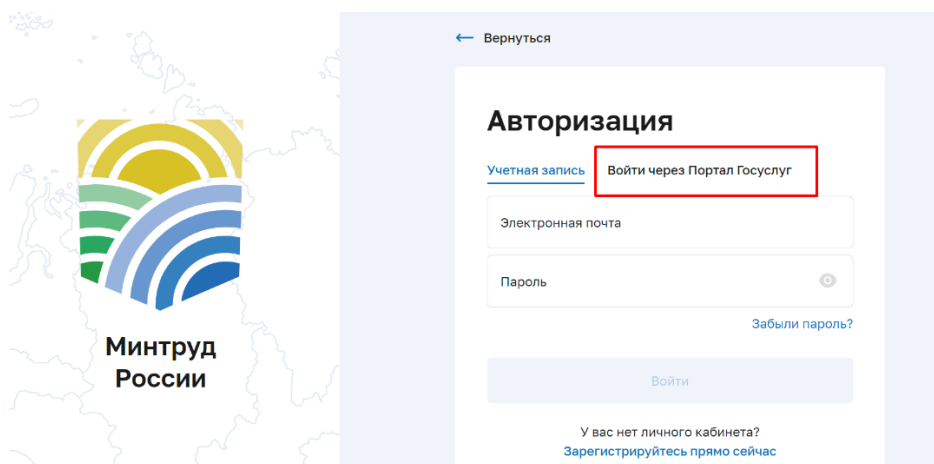 Вернуться
Авторизация
Учетная запись Войти через Портал Госуслуг
Электронная почта
Пароль
Забыли пароль?
Войти
У вас нет личного кабинета?
Зарегистрируйтесь прямо сейчас
Минтруд
России